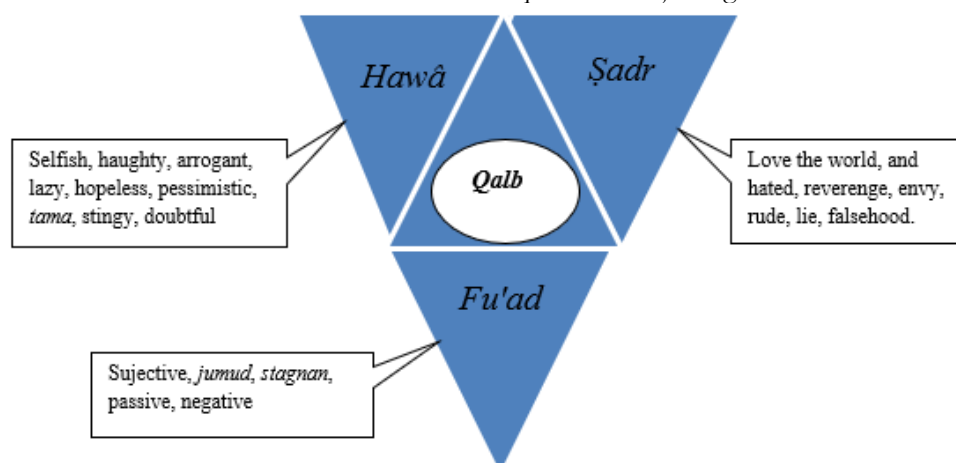 Hawâ
Ṣadr
Selfish, haughty, arrogant,
lazy, hopeless, pessimistic,
tama, stingy, doubtful
Qalb
Love the world, and
hated, reverenge, envy,
rude, lie, falsehood.
Fu'ad
Sujective, jumud, stagnan,
passive, negative